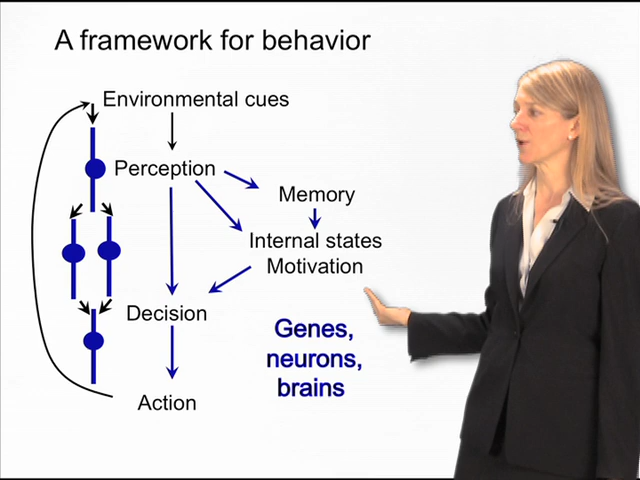 A framework for behavior
Environmental cues
Perception
Memory
Internal states
Motivation
Decision
Genes,
neurons,
brains
Action